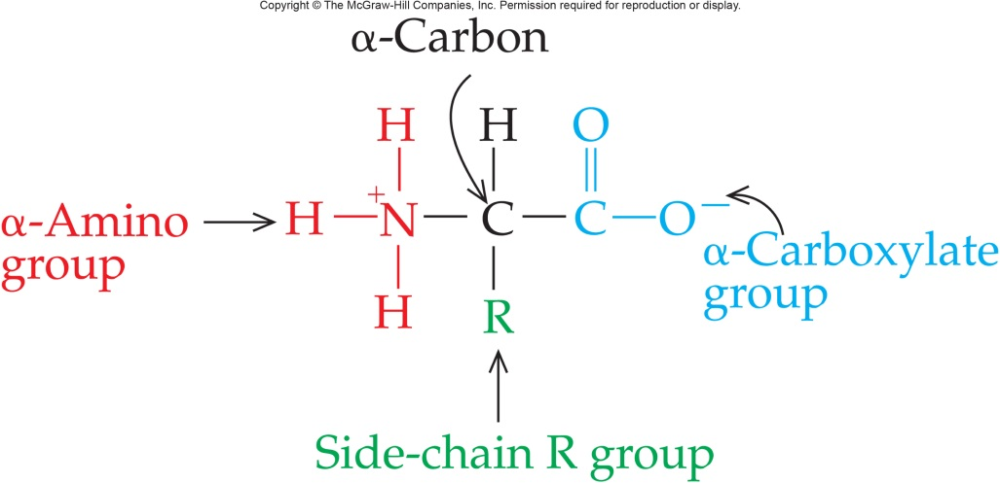 Copyright © The McGraw-Hill Companies, Inc. Permission required for reproduction or display.
α-Carbon
H H O
α-Amino
group
H + N C C O −
α-Carboxylate
group
H R
Side-chain R group